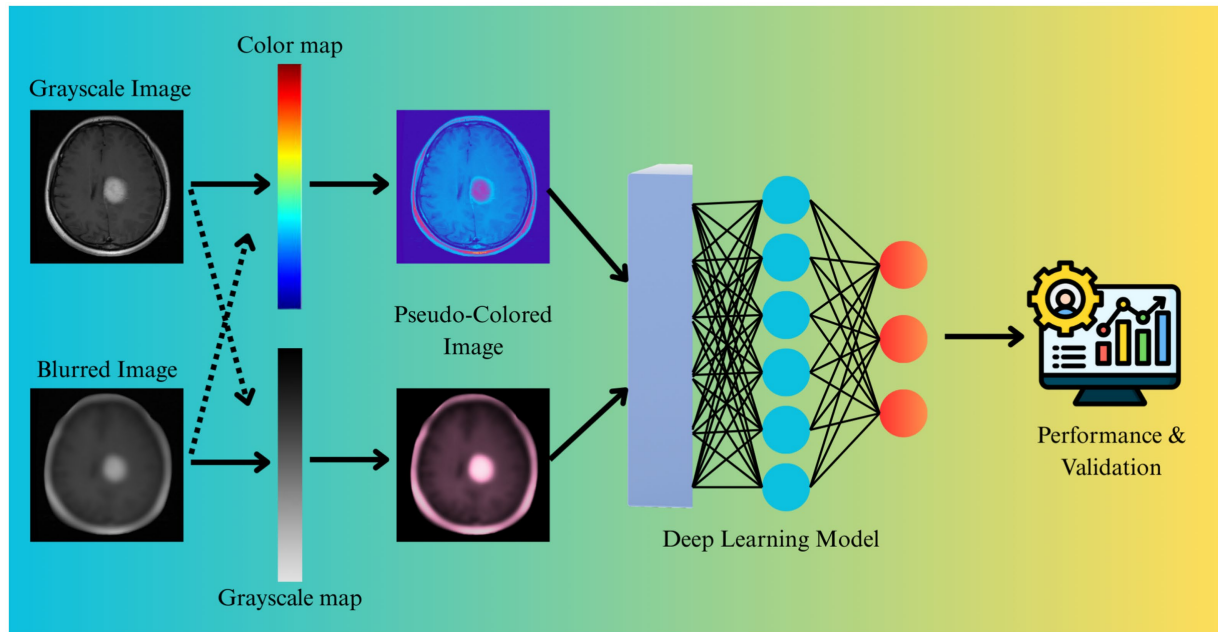 Color map
Grayscale Image
Pseudo-Colored
Image
Blurred Image
Grayscale map
Deep Learning Model
Performance &
Validation